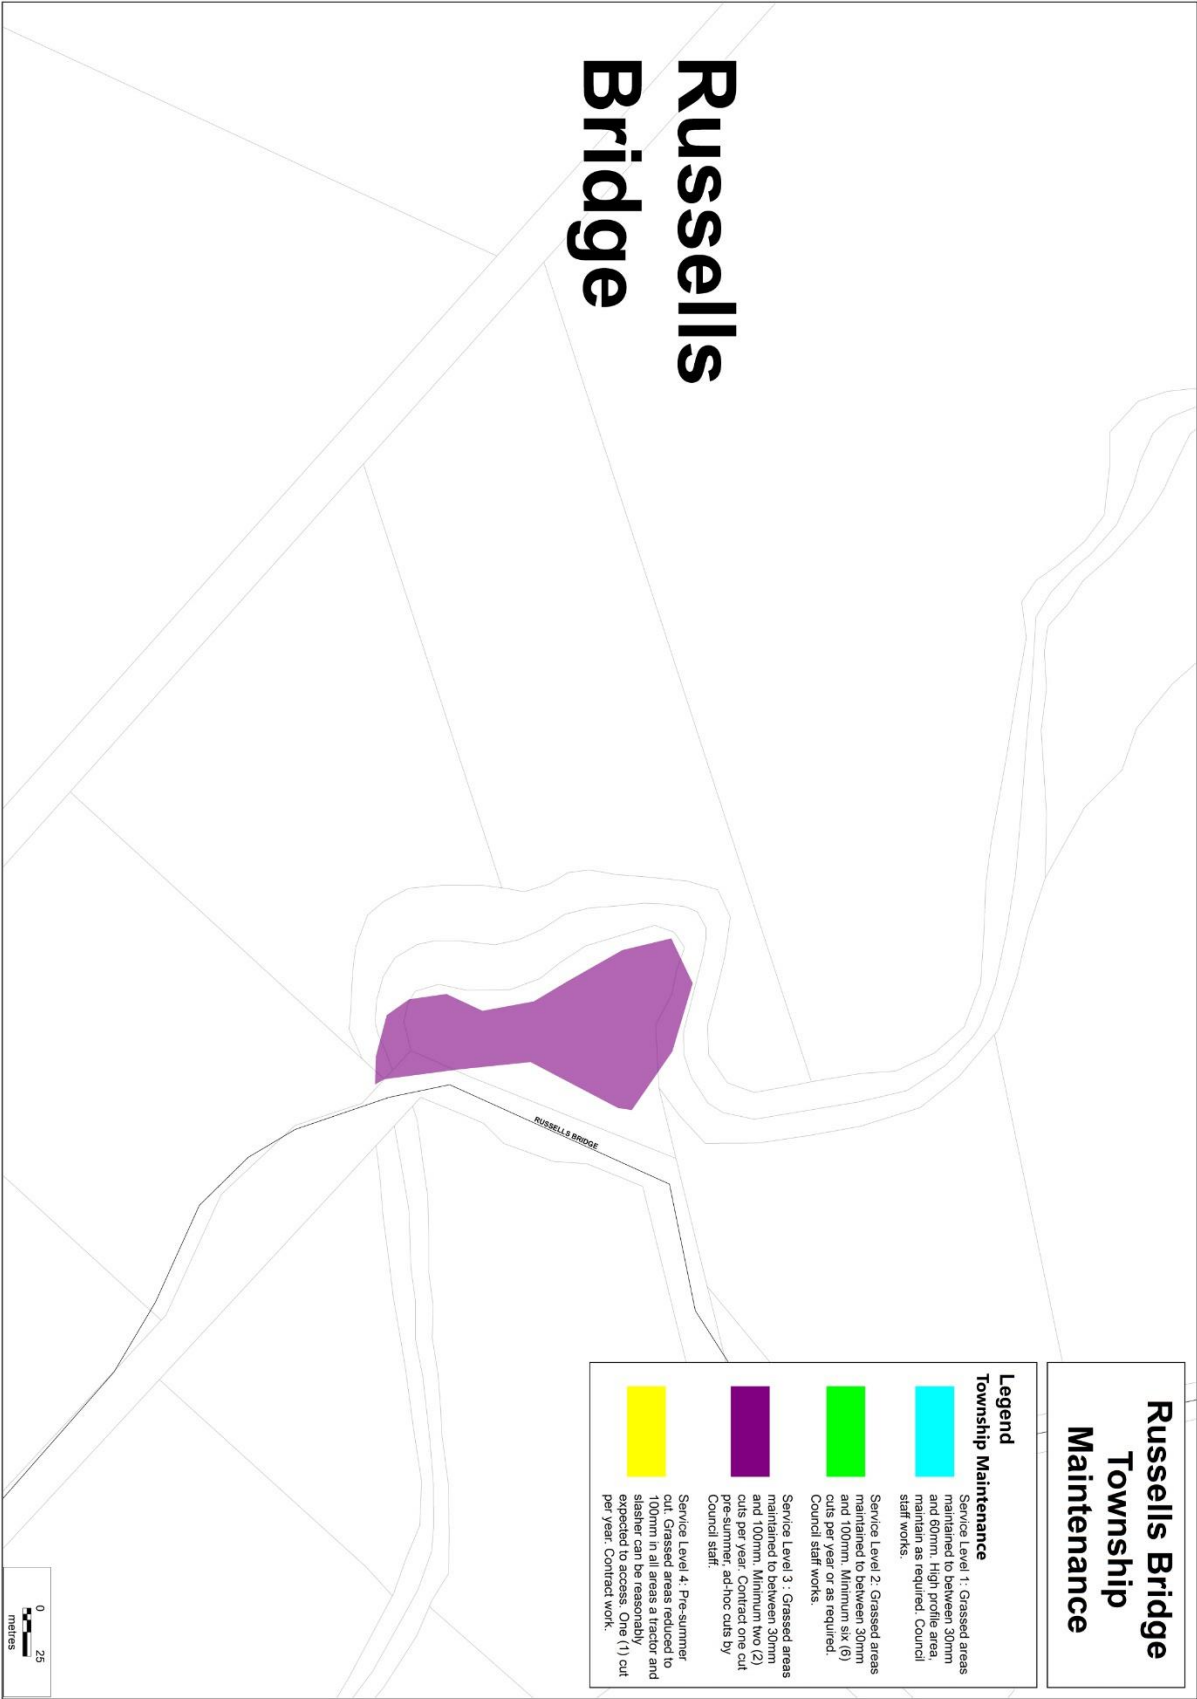 Russells
Bridge
Russells Bridge
Township
Maintenance
Legend
Township Maintenance
Service Level 1: Grassed areas
maintained to between 30mm
and 60mm. High profile area,
maintain as required. Council
staff works.
Service Level 2: Grassed areas
maintained to between 30mm
and 100mm. Minimum six (6)
cuts per year or as required.
Council staff works.
Service Level 3 : Grassed areas
maintained to between 30mm
and 100mm. Minimum two (2)
cuts per year. Contract one cut
pre-summer, ad-hoc cuts by
Council staff.
Service Level 4: Pre-summer
cut. Grassed areas reduced to
100mm in all areas a tractor and
slasher can be reasonably
expected to access. One (1) cut
per year. Contract work.
RUSSELLS BRIDGE
0 25
metres